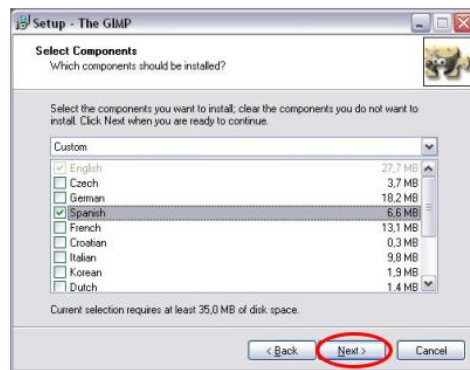 Setup - The GIMP
Select Components
Which components should be installed?
Select the components you want to install; clear the components you do not want to
install. Click Next when you are ready to continue.
Custom
English 27,7 MB
Czech 3,7 MB
German 18,2 MB
Spanish 6,6 MB
French 13,1 MB
Croatian 0,3 MB
Italian 9,8 MB
Korean 1,9 MB
Dutch 1,4 MB
Current selection requires at least 35,0 MB of disk space.
< Back Next > Cancel